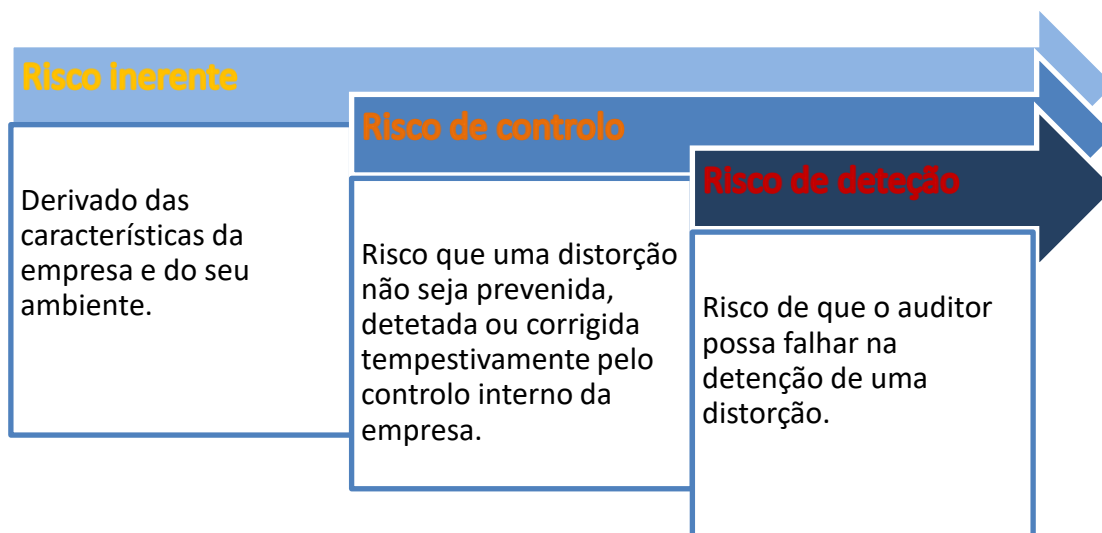 Risco inerente
Derivado das
características da
empresa e do seu
ambiente.
Risco de controlo
Risco que uma distorção
não seja prevenida,
detetada ou corrigida
tempestivamente pelo
controlo interno da
empresa.
Risco de deteção
Risco de que o auditor
possa falhar na
detenção de uma
distorção.